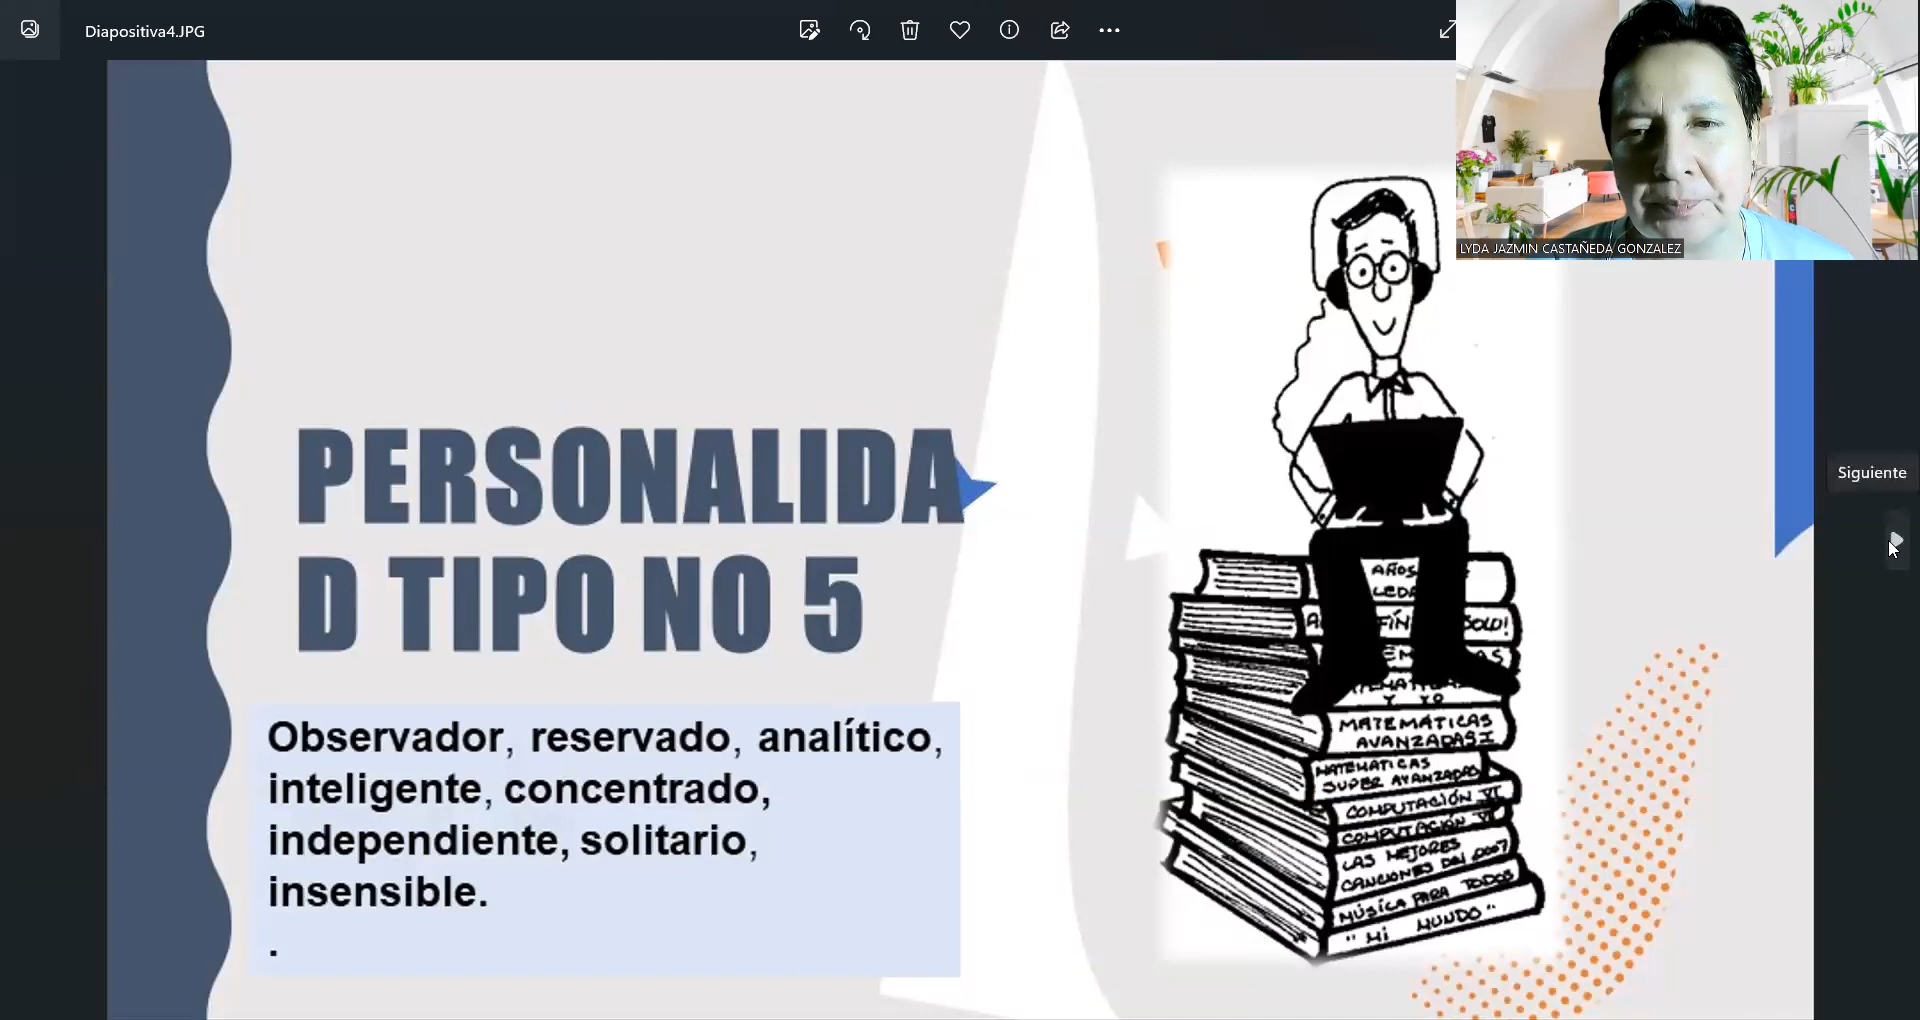 Diapositiva4.JPG
LYDA JAZMIN CASTAÑEDA GONZALEZ
Siguiente
PERSONALIDA
D TIPO NO 5
Observador, reservado, analítico,
inteligente, concentrado,
independiente, solitario,
insensible.
.
AÑOS
SOLO!
Y YO
MATEMÁTICAS
AVANZADAS I
MATEMATICAS
SUPER AVANZADAS
COMPUTACIÓN VI
COMPUTACIÓN VI
LAS MEJORES
CANCIONES DEL 2007
MÚSICA PARA TODOS
"MI MUNDO"